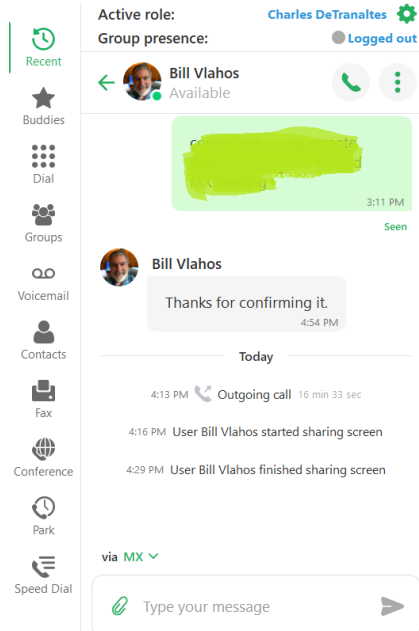 Active role: Charles DeTranaltes
Group presence: Logged out
Recent
Bill Vlahos
Available
Buddies
Dial
3:11 PM
Seen
Groups
Bill Vlahos
Voicemail
Thanks for confirming it.
4:54 PM
Contacts
Today
4:13 PM Outgoing call 16 min 33 sec
Fax
4:16 PM User Bill Vlahos started sharing screen
Conference
4:29 PM User Bill Vlahos finished sharing screen
Park
via MX
Speed Dial
Type your message